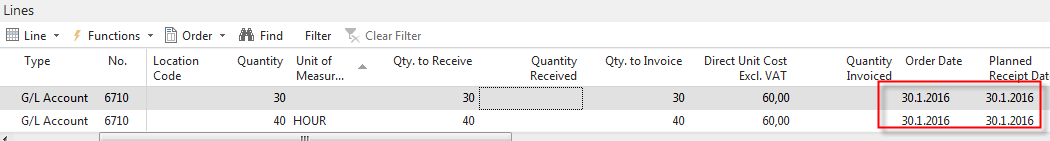 Lines
Line Functions Order Find Filter Clear Filter
Type No. Location Code Quantity Unit of Measur... Qty. to Receive Quantity Received Qty. to Invoice Direct Unit Cost Excl. VAT Quantity Invoiced Order Date Planned Receipt Dat
G/L Account 6710 30 30 30 60,00 30.1.2016 30.1.2016
G/L Account 6710 40 HOUR 40 40 60,00 30.1.2016 30.1.2016